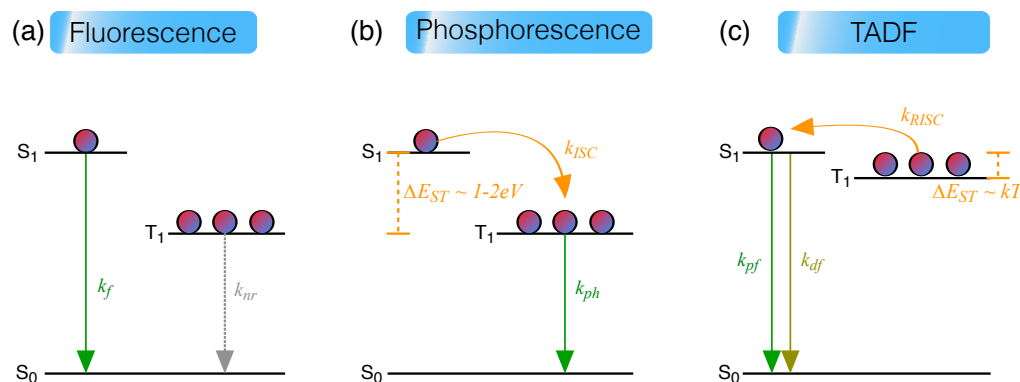 (a) Fluorescence
S1
T1
kf
knr
S0
(b) Phosphorescence
S1
kISC
ΔEST ~ 1-2eV
T1
kph
S0
(c) TADF
kRISC
S1
T1
ΔEST ~ kT
kpf
kdf
S0